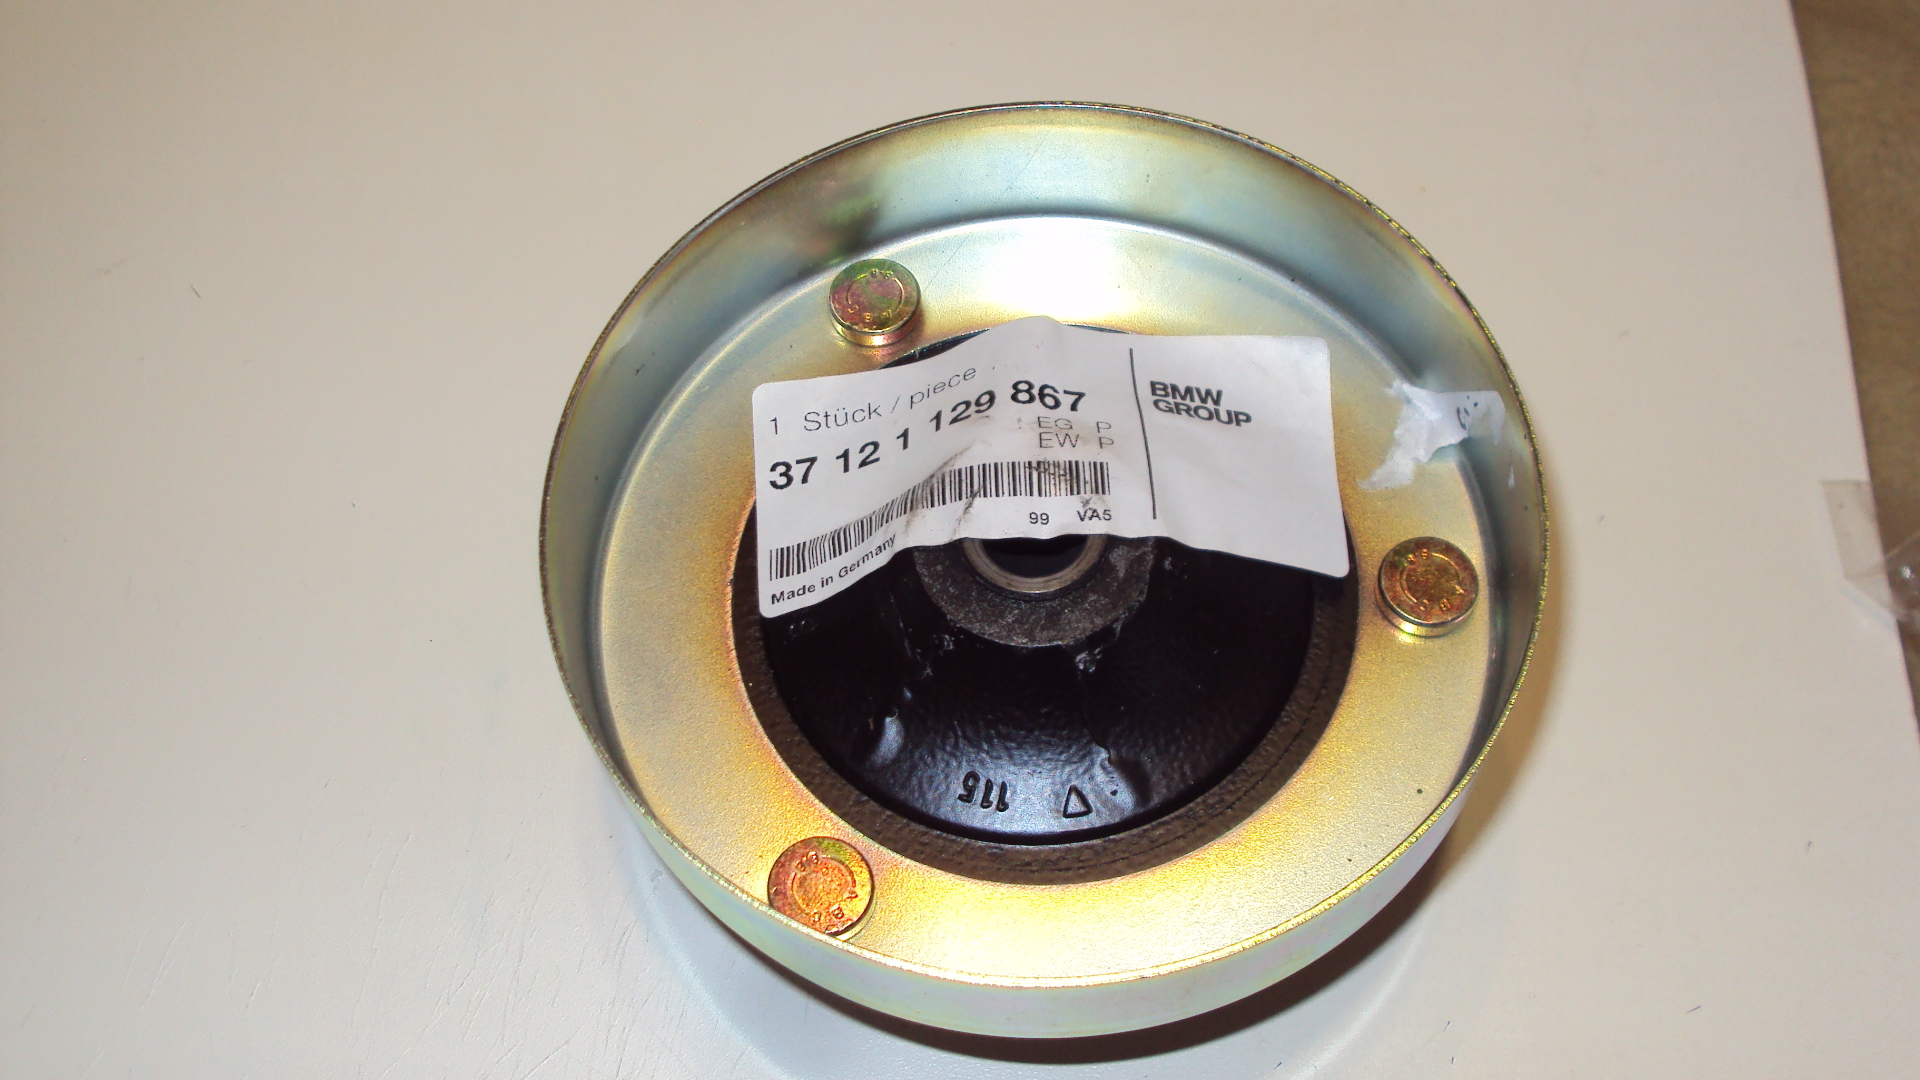 1 Stück / piece
37 12 1 129 867
EG P
EW P
99 VA5
Made in Germany
BMW
GROUP
115